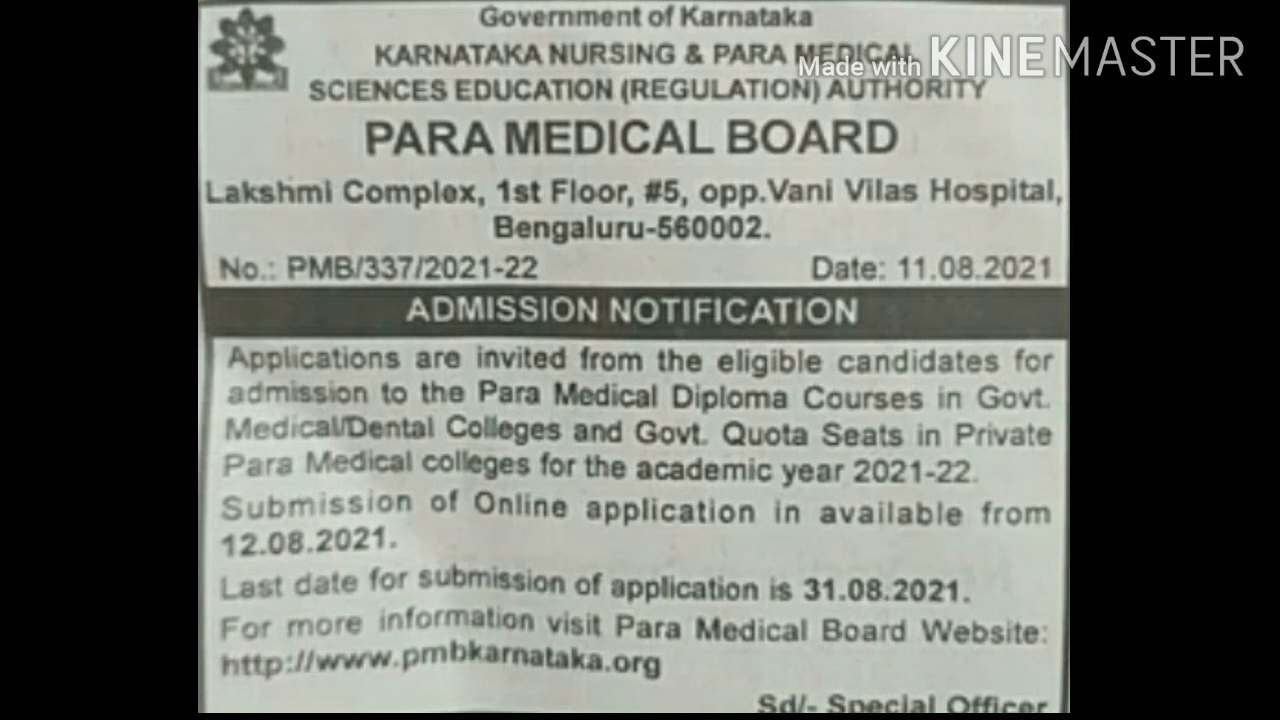 Government of Karnataka
KARNATAKA NURSING & PARA MEDICAL
Made with KINEMASTER
SCIENCES EDUCATION (REGULATION) AUTHORITY
PARA MEDICAL BOARD
Lakshmi Complex, 1st Floor, #5, opp.Vani Vilas Hospital,
Bengaluru-560002.
No.: PMB/337/2021-22 Date: 11.08.2021
ADMISSION NOTIFICATION
Applications are invited from the eligible candidates for
admission to the Para Medical Diploma Courses in Govt.
Medical/Dental Colleges and Govt. Quota Seats in Private
Para Medical colleges for the academic year 2021-22.
Submission of Online application in available from
12.08.2021.
Last date for submission of application is 31.08.2021.
For more information visit Para Medical Board Website:
http://www.pmbkarnataka.org
Sd/- Special Officer